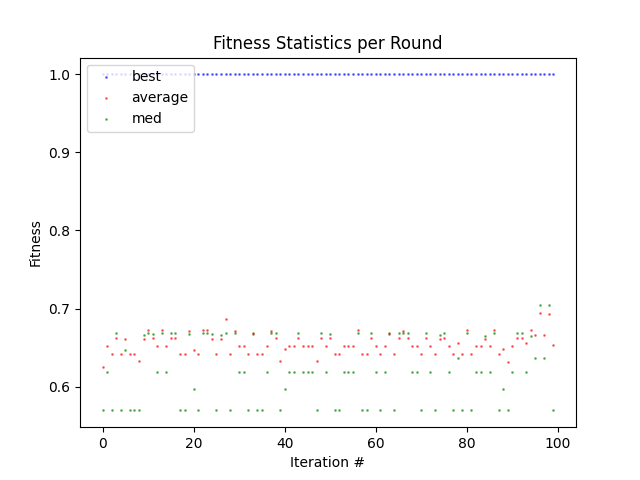 Fitness Statistics per Round
1.0
0.9
0.8
0.7
0.6
Fitness
best
average
med
0 20 40 60 80 100
Iteration #